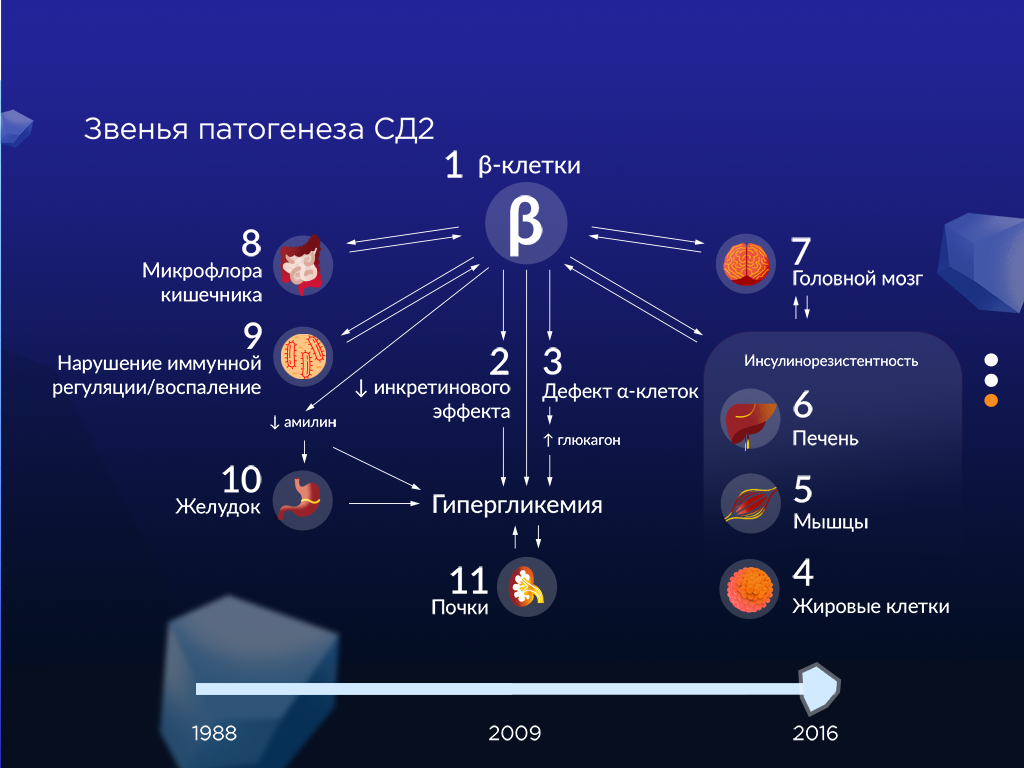 Звенья патогенеза СД2
1 β-клетки
β
8
Микрофлора
кишечника
7
Головной мозг
9
Нарушение иммунной
регуляции/воспаление
2
↓ инкретинового
эффекта
3
Дефект α-клеток
↑ глюкагон
↓ амилин
10
Желудок
Гипергликемия
11
Почки
Инсулинорезистентность
6
Печень
5
Мышцы
4
Жировые клетки
1988
2009
2016